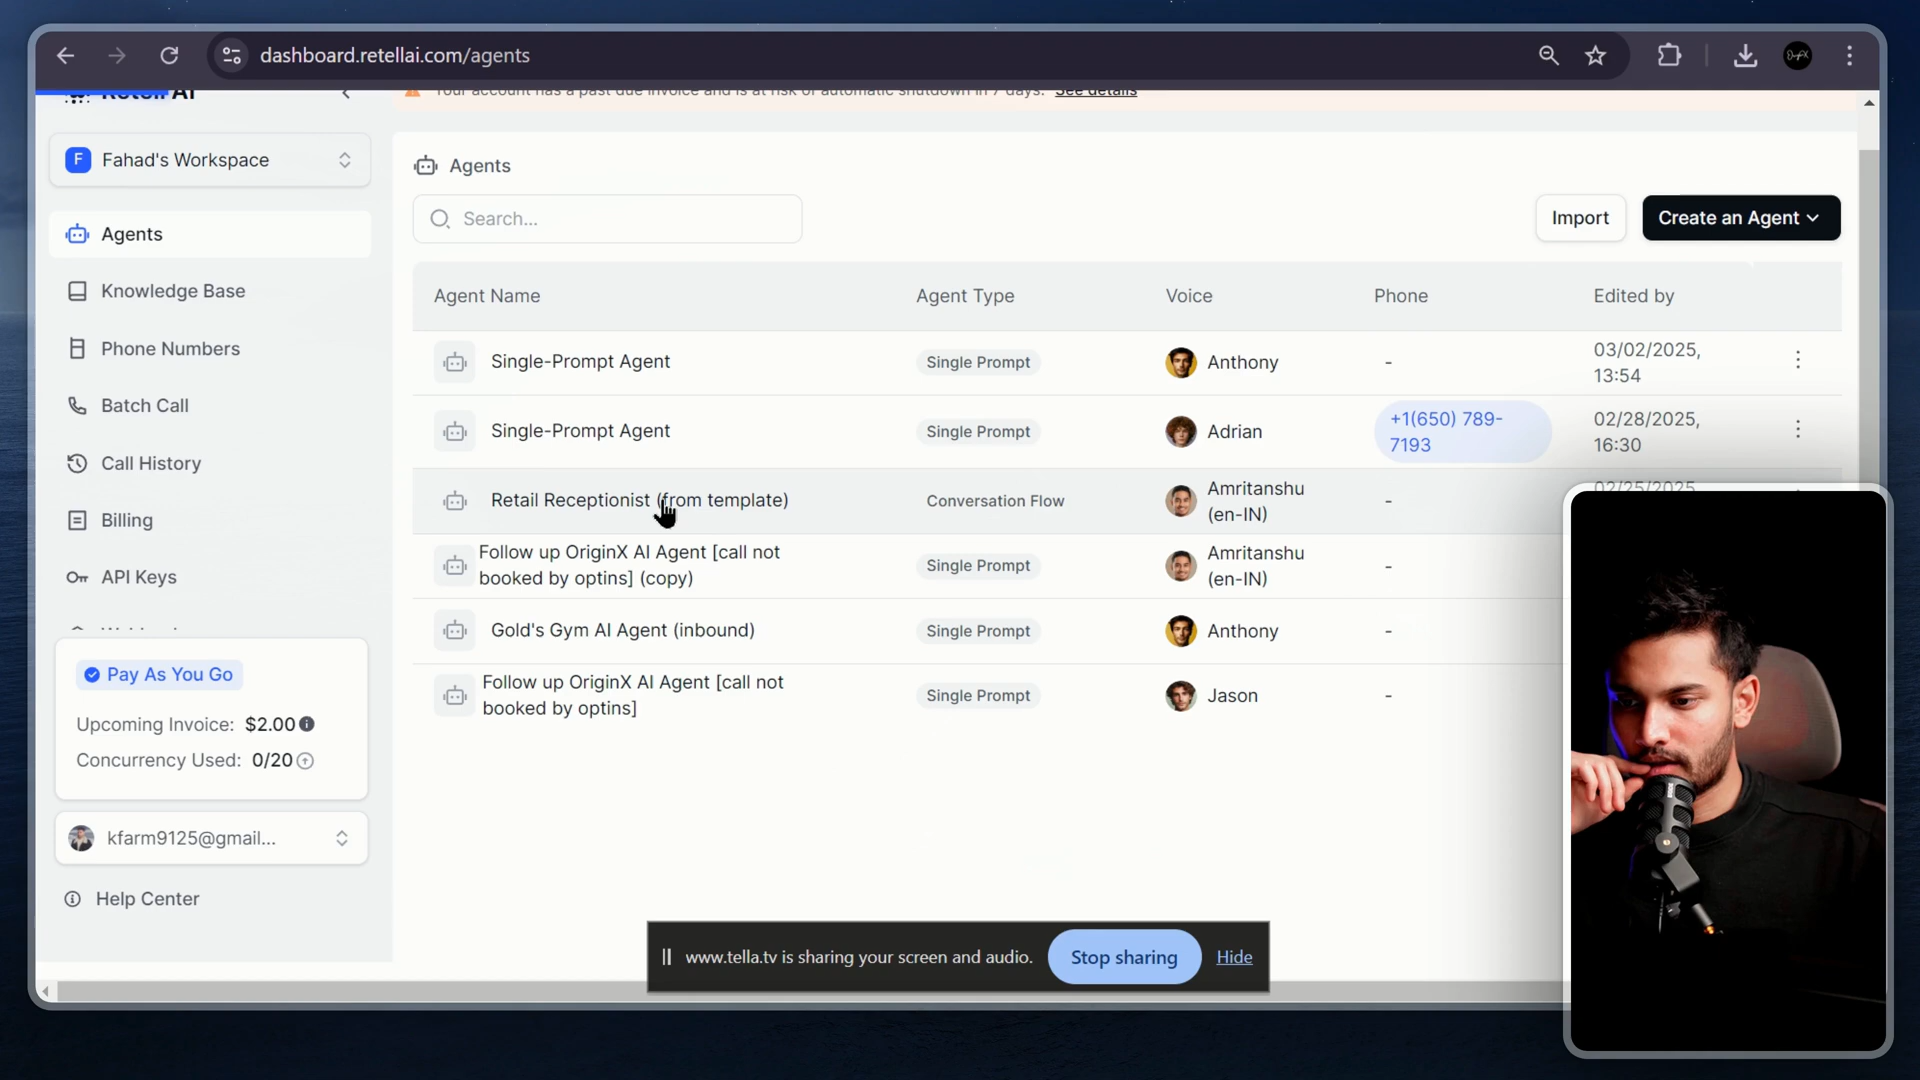 dashboard.retellai.com/agents
Retell AI
Your account has a past due invoice and is at risk of automatic shutdown in 7 days. See details
F Fahad's Workspace
Agents
Knowledge Base
Phone Numbers
Batch Call
Call History
Billing
API Keys
Pay As You Go
Upcoming Invoice: $2.00
Concurrency Used: 0/20
kfarm9125@gmail...
Help Center
Agents
Search...
Import
Create an Agent
Agent Name Agent Type Voice Phone Edited by
Single-Prompt Agent Single Prompt Anthony - 03/02/2025,
13:54
Single-Prompt Agent Single Prompt Adrian +1(650) 789-
7193 02/28/2025,
16:30
Retail Receptionist (from template) Conversation Flow Amritanshu
(en-IN) - 02/25/2025
Follow up OriginX AI Agent [call not
booked by optins] (copy) Single Prompt Amritanshu
(en-IN) -
Gold's Gym AI Agent (inbound) Single Prompt Anthony -
Follow up OriginX AI Agent [call not
booked by optins] Single Prompt Jason -
www.tella.tv is sharing your screen and audio. Stop sharing Hide